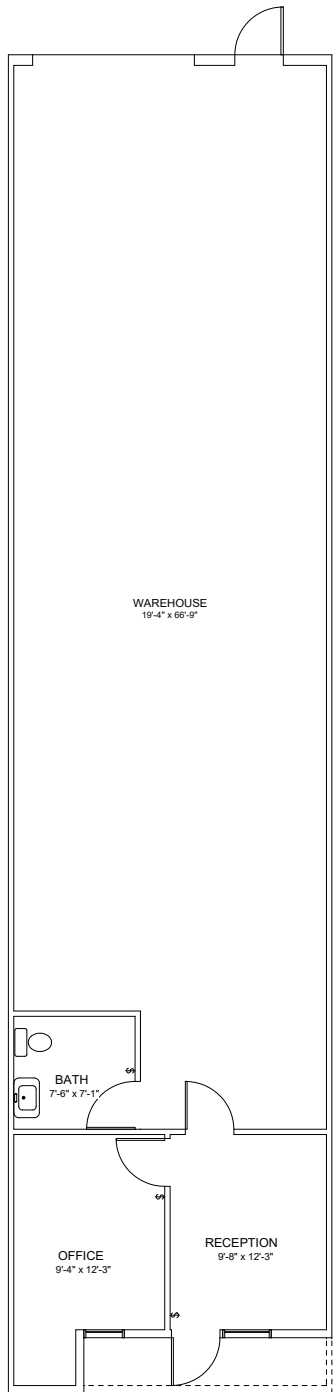 WAREHOUSE
19'-4" x 66'-9"
BATH
7'-6" x 7'-1"
$
$
OFFICE
9'-4" x 12'-3"
RECEPTION
9'-8" x 12'-3"
$